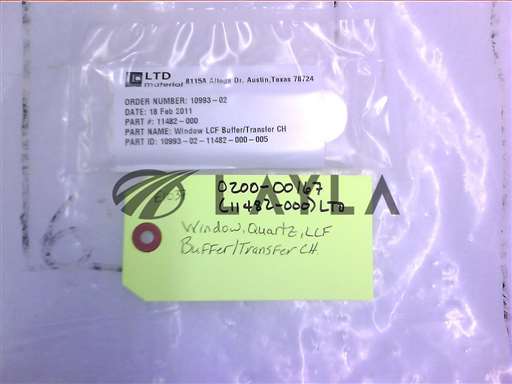 LTD
material
8115A Altoga Dr. Austin,Texas 78724
ORDER NUMBER: 10993-02
DATE: 18 Feb 2011
PART #: 11482-000
PART NAME: Window LCF Buffer/Transfer CH
PART ID: 10993-02-11482-000-005
0200-00167
(11482-000) LTD
LAYLA
Window, Quartz, LCF
Buffer/Transfer CH.